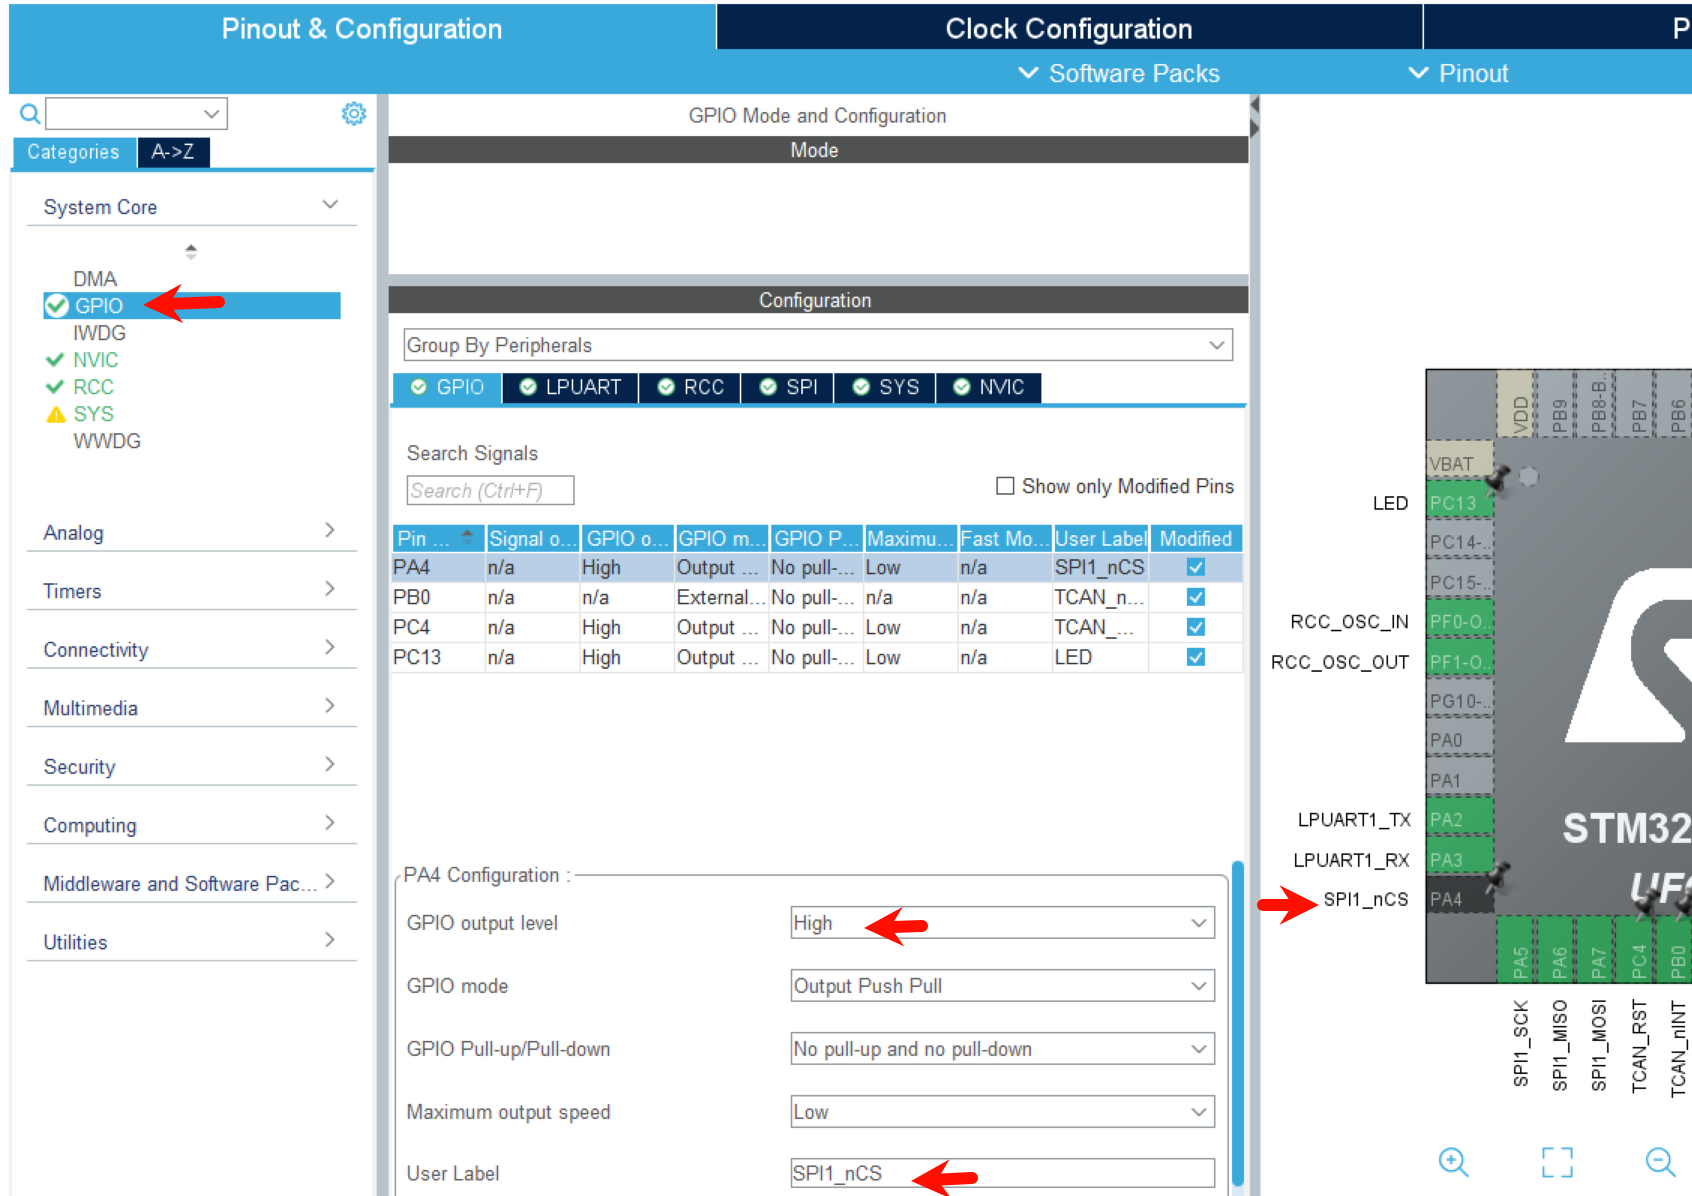 Pinout & Configuration
Clock Configuration
P
Software Packs
Pinout
Categories
A->Z
System Core
DMA
GPIO
IWDG
NVIC
RCC
SYS
WWDG
Analog
Timers
Connectivity
Multimedia
Security
Computing
Middleware and Software Pac...
Utilities
GPIO Mode and Configuration
Mode
Configuration
Group By Peripherals
GPIO LPUART RCC SPI SYS NVIC
Search Signals
Search (Ctrl+F)
Show only Modified Pins
Pin ... Signal o... GPIO o... GPIO m... GPIO P... Maximu... Fast Mo... User Label Modified
PA4 n/a High Output ... No pull-... Low n/a SPI1_nCS
PB0 n/a n/a External... No pull-... n/a n/a TCAN_n...
PC4 n/a High Output ... No pull-... Low n/a TCAN_...
PC13 n/a High Output ... No pull-... Low n/a LED
PA4 Configuration :
GPIO output level High
GPIO mode Output Push Pull
GPIO Pull-up/Pull-down No pull-up and no pull-down
Maximum output speed Low
User Label SPI1_nCS
VDD
PB9
PB8-B..
PB7
PB6
VBAT
LED PC13
PC14-..
PC15-..
RCC_OSC_IN PF0-O..
RCC_OSC_OUT PF1-O..
PG10-..
PA0
PA1
LPUART1_TX PA2
LPUART1_RX PA3
SPI1_nCS PA4
STM32
UF
PA5
PA6
PA7
PC4
PB0
SPI1_SCK
SPI1_MISO
SPI1_MOSI
TCAN_RST
TCAN_nINT